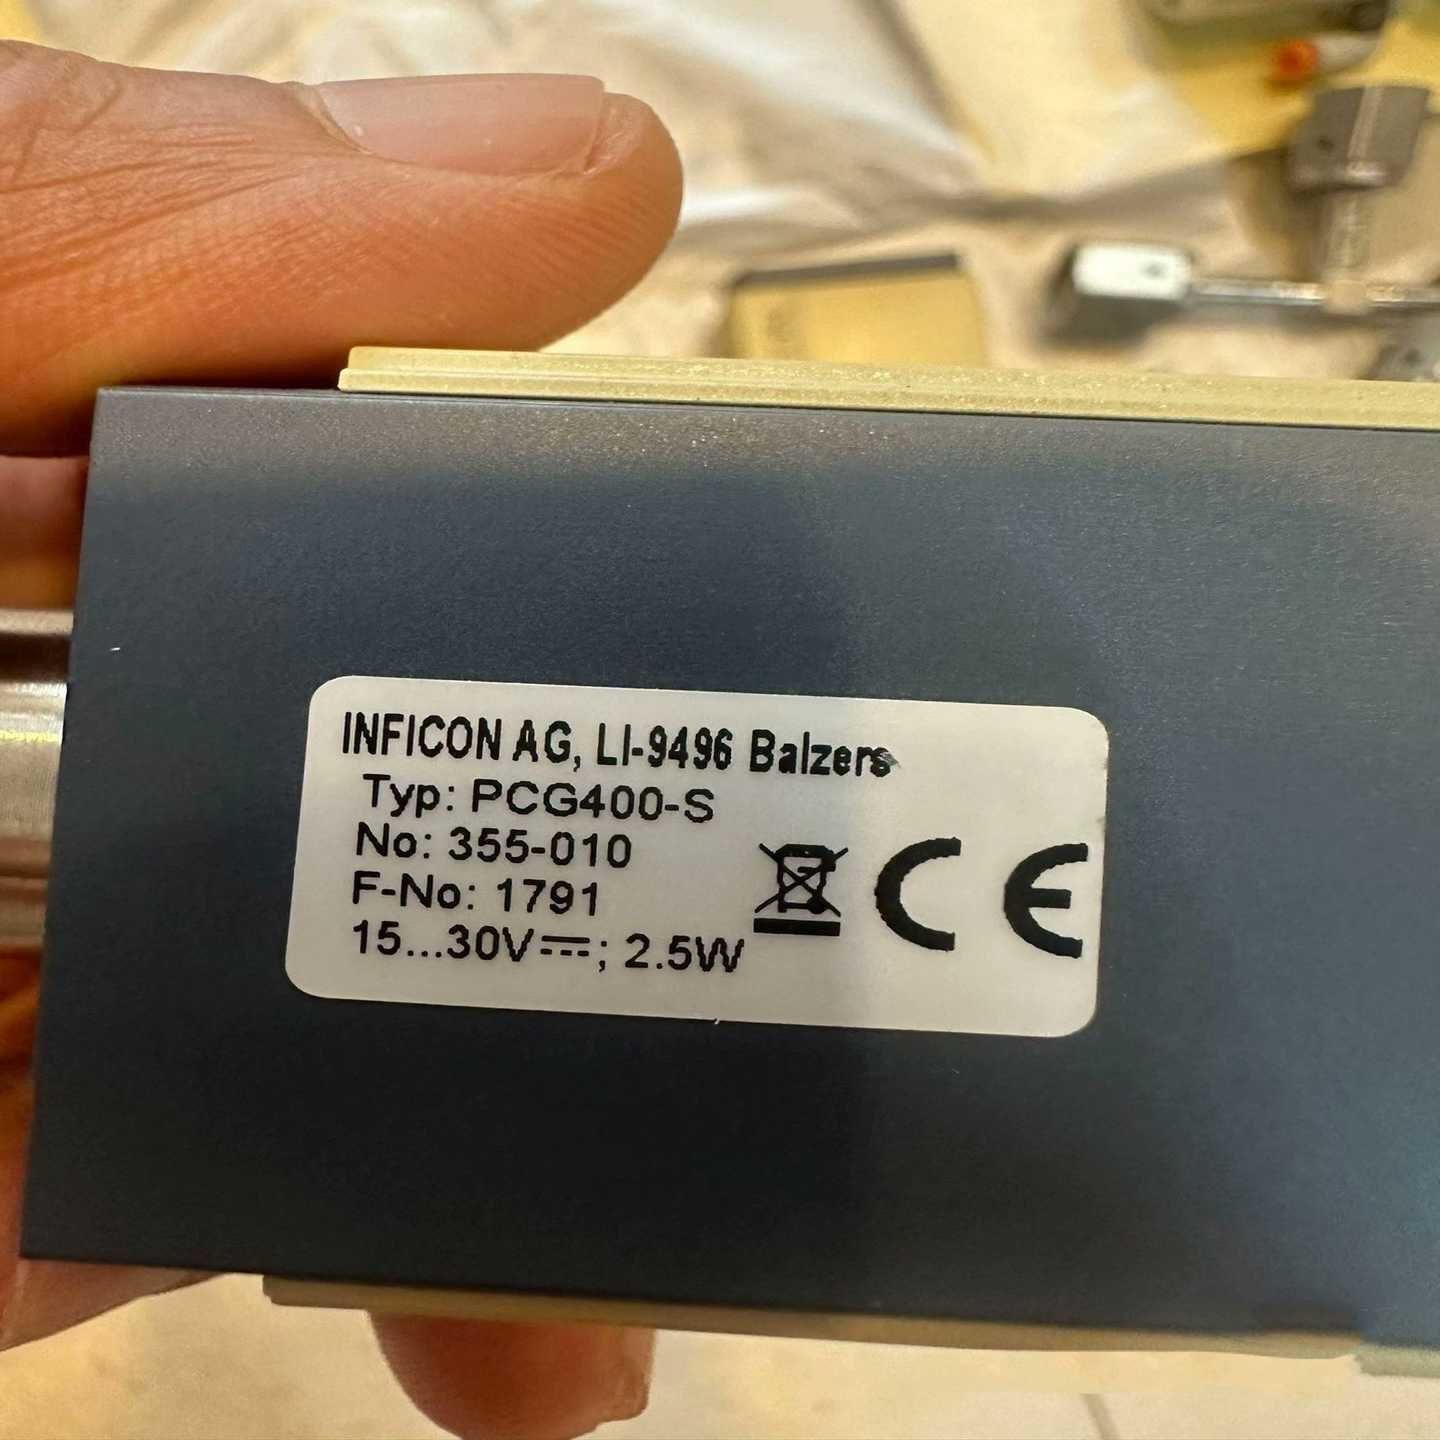 INFICON AG, LI-9496 Balzers
Typ: PCG400-S
No: 355-010
F-No: 1791
15...30V⎓; 2.5W
CE